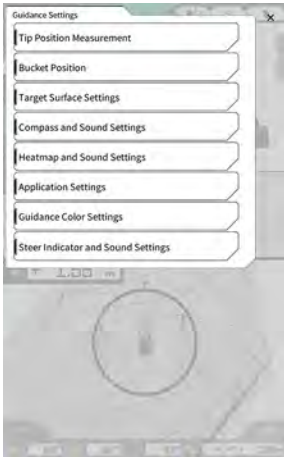 Guidance Settings
Tip Position Measurement
Bucket Position
Target Surface Settings
Compass and Sound Settings
Heatmap and Sound Settings
Application Settings
Guidance Color Settings
Steer Indicator and Sound Settings